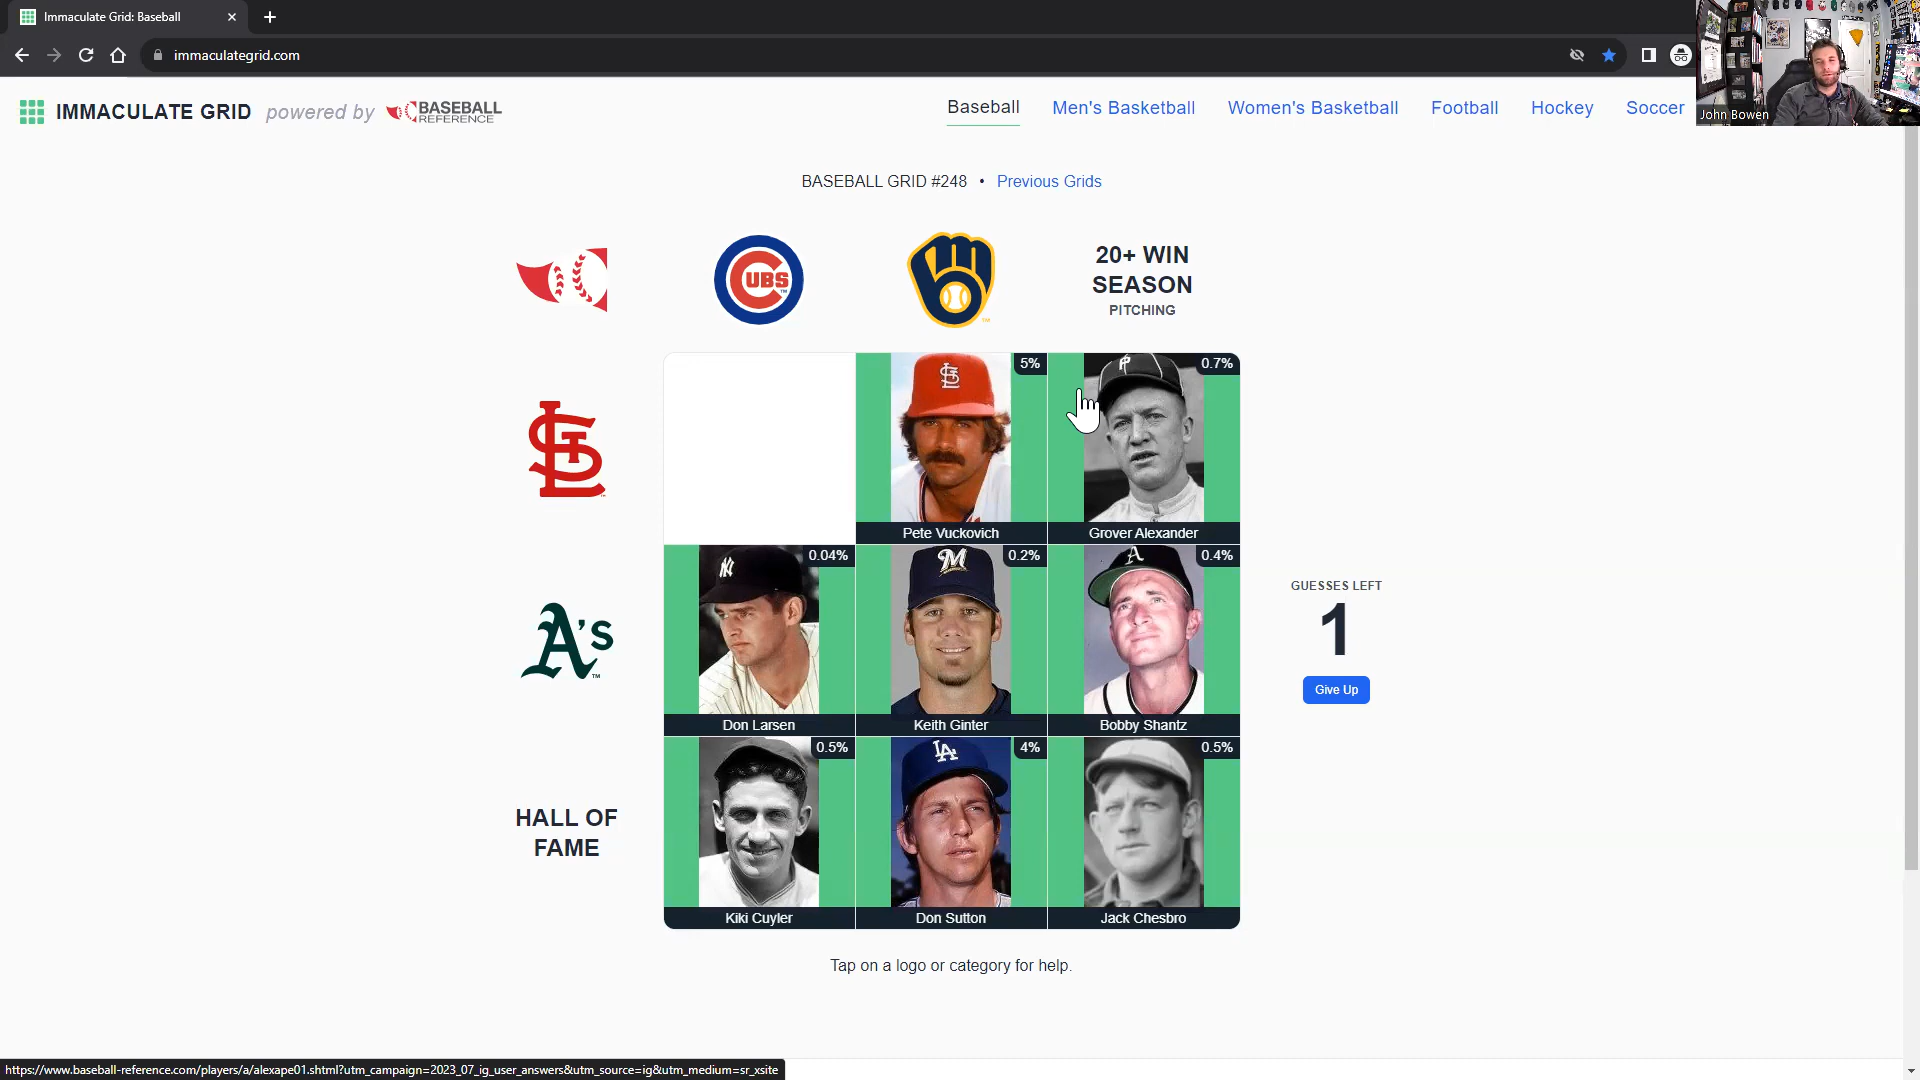 Immaculate Grid: Baseball
immaculategrid.com
John Bowen
IMMACULATE GRID powered by BASEBALL REFERENCE
Baseball Men's Basketball Women's Basketball Football Hockey Soccer
BASEBALL GRID #248 • Previous Grids
CUBS
20+ WIN
SEASON
PITCHING
5%
0.7%
Pete Vuckovich
Grover Alexander
A's
0.04%
0.2%
0.4%
Don Larsen
Keith Ginter
Bobby Shantz
GUESSES LEFT
1
Give Up
HALL OF
FAME
0.5%
4%
0.5%
Kiki Cuyler
Don Sutton
Jack Chesbro
Tap on a logo or category for help.
https://www.baseball-reference.com/players/a/alexape01.shtml?utm_campaign=2023_07_ig_user_answers&utm_source=ig&utm_medium=sr_xsite